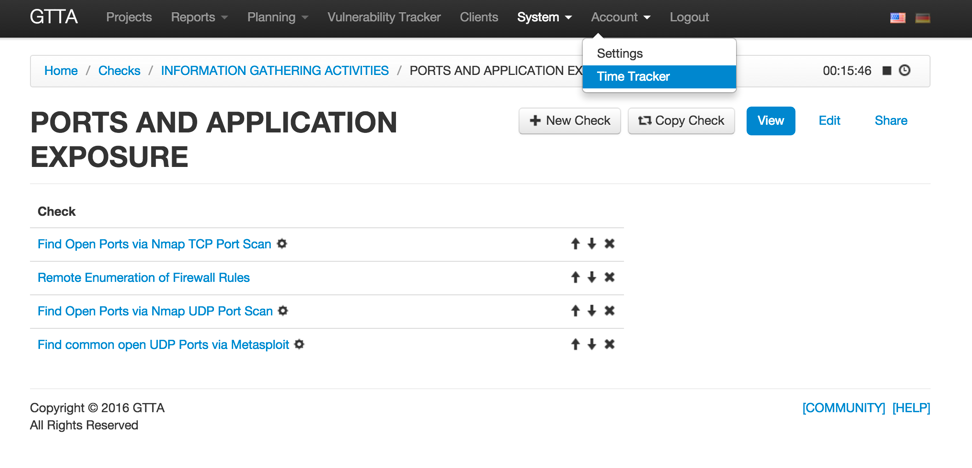 GTTA Projects Reports Planning Vulnerability Tracker Clients System Account Logout
Settings
Time Tracker
Home / Checks / INFORMATION GATHERING ACTIVITIES / PORTS AND APPLICATION EX 00:15:46
PORTS AND APPLICATION
EXPOSURE
New Check Copy Check View Edit Share
Check
Find Open Ports via Nmap TCP Port Scan
Remote Enumeration of Firewall Rules
Find Open Ports via Nmap UDP Port Scan
Find common open UDP Ports via Metasploit
Copyright © 2016 GTTA [COMMUNITY] [HELP]
All Rights Reserved